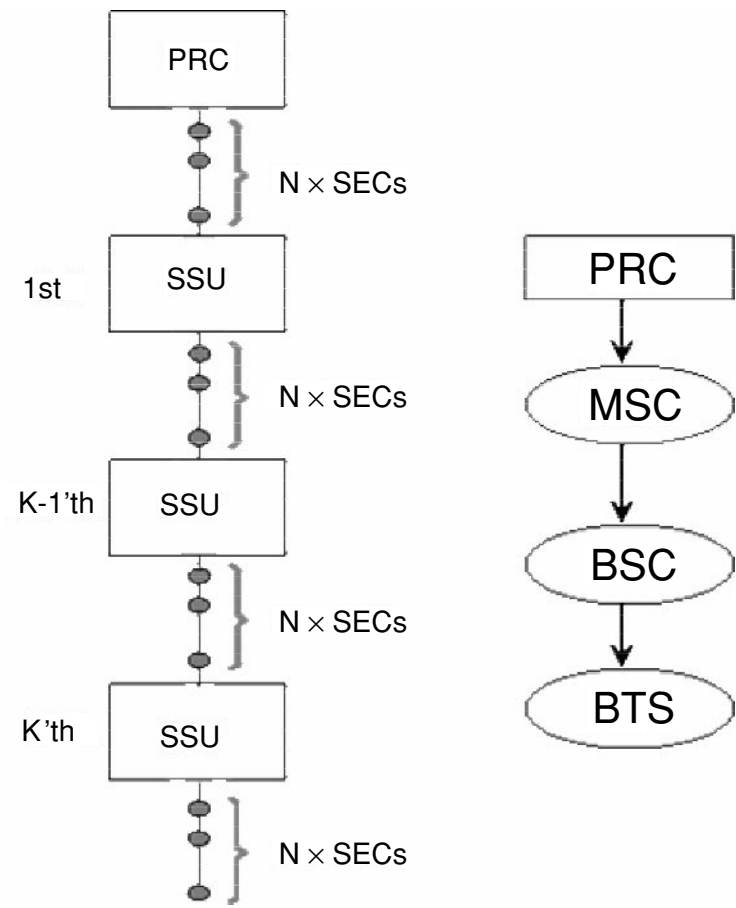 PRC
N × SECs
1st
SSU
N × SECs
K-1'th
SSU
N × SECs
K'th
SSU
N × SECs
PRC
MSC
BSC
BTS